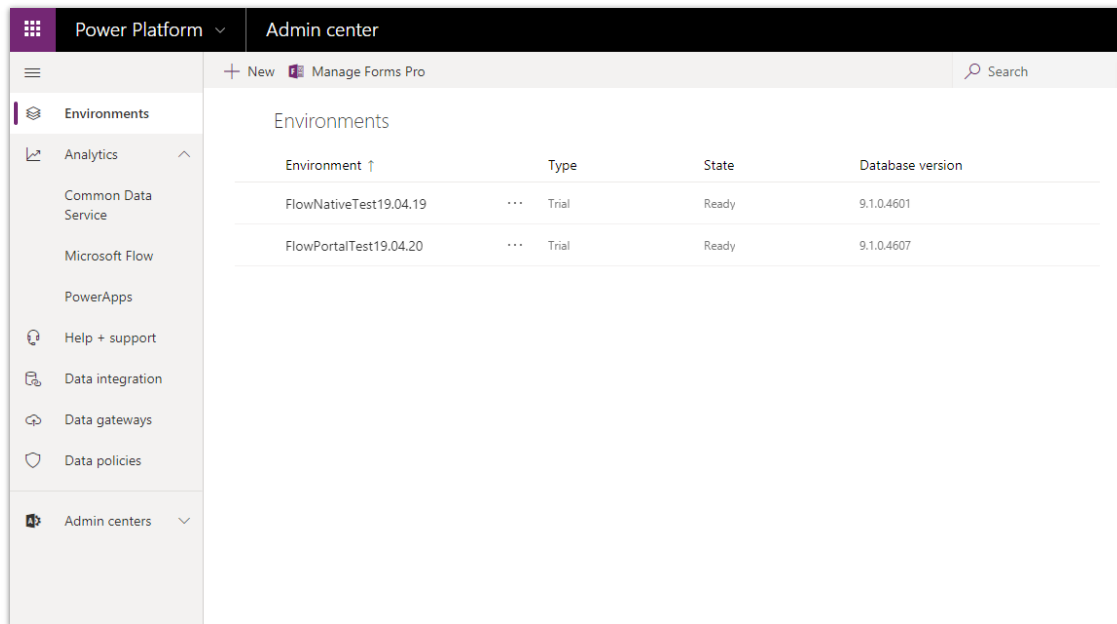 Power Platform
Admin center
New
Manage Forms Pro
Search
Environments
Analytics
Common Data
Service
Microsoft Flow
PowerApps
Help + support
Data integration
Data gateways
Data policies
Admin centers
Environments
Environment ↑ Type State Database version
FlowNativeTest19.04.19 ... Trial Ready 9.1.0.4601
FlowPortalTest19.04.20 ... Trial Ready 9.1.0.4607